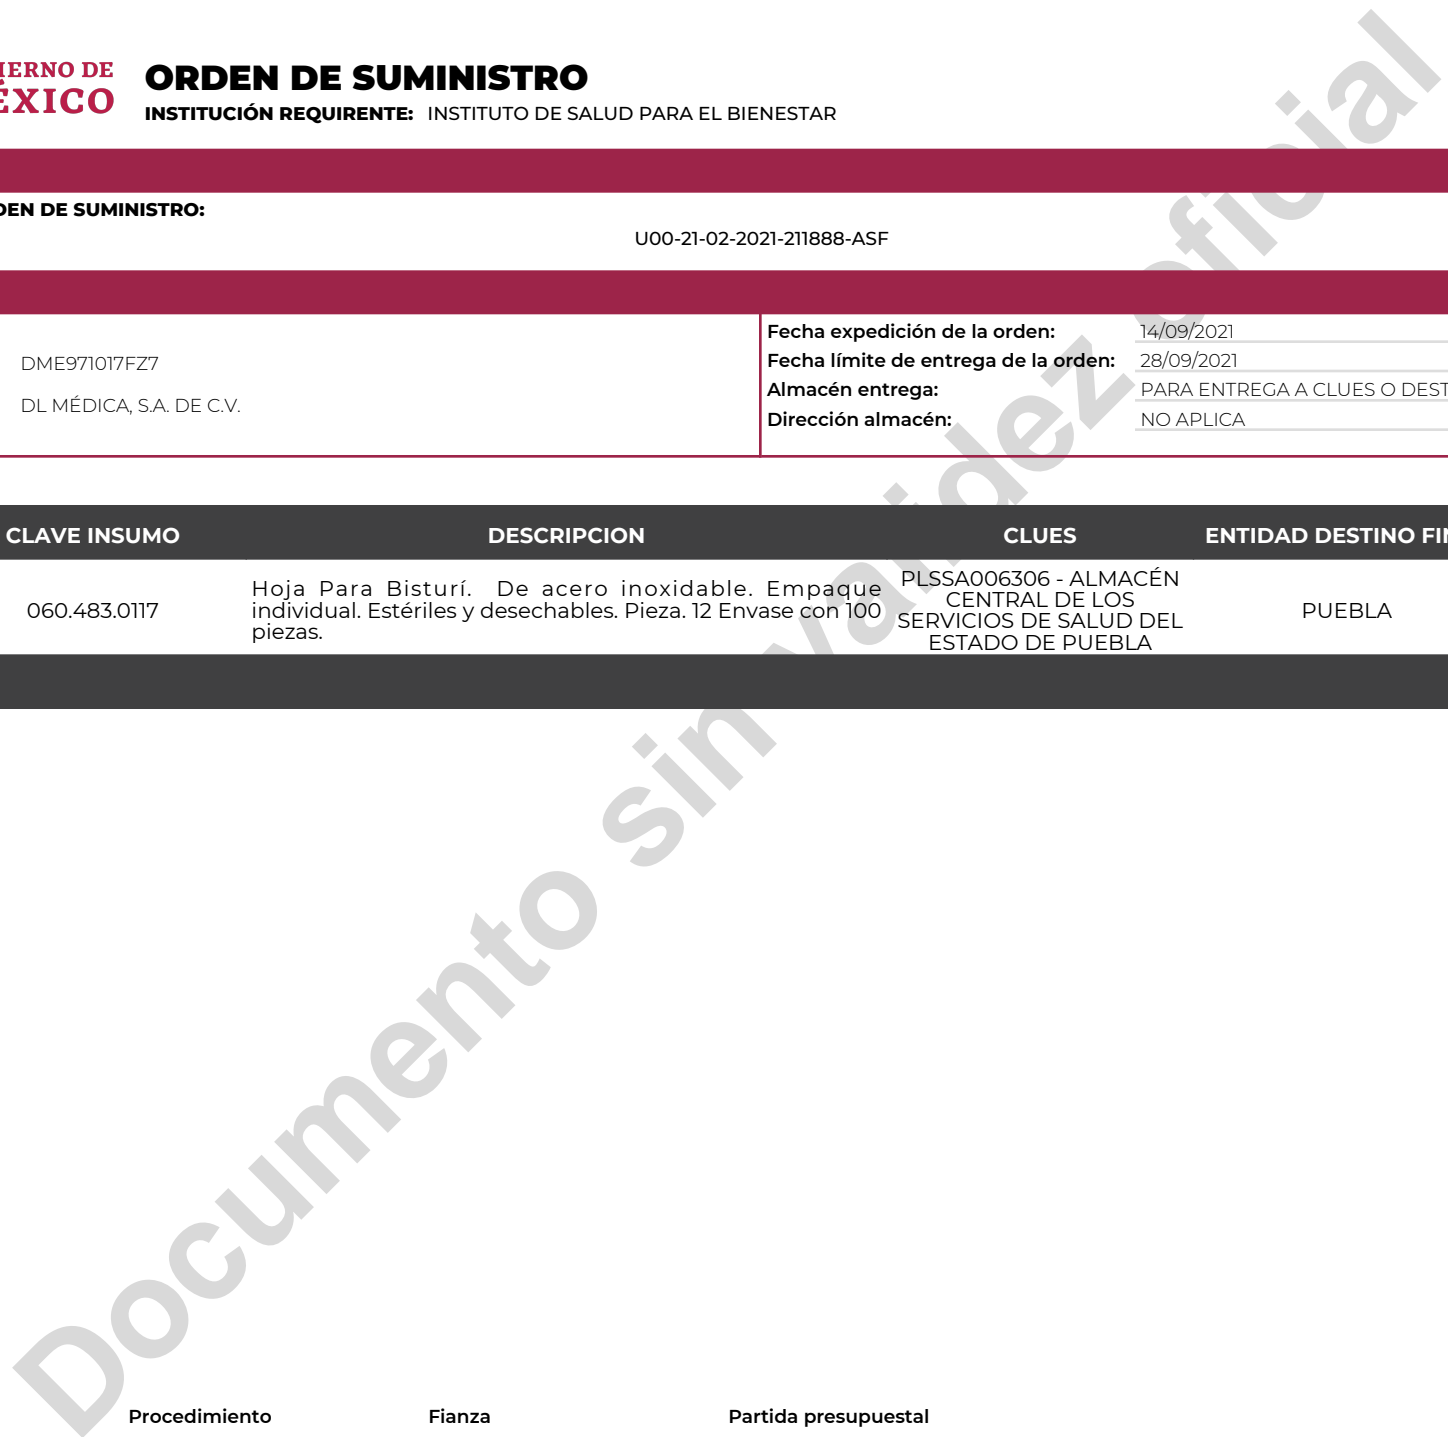 IERNO DE
ÉXICO
ORDEN DE SUMINISTRO
INSTITUCIÓN REQUIRENTE: INSTITUTO DE SALUD PARA EL BIENESTAR
DEN DE SUMINISTRO:
U00-21-02-2021-211888-ASF
DME971017FZ7
DL MÉDICA, S.A. DE C.V.
Fecha expedición de la orden: 14/09/2021
Fecha límite de entrega de la orden: 28/09/2021
Almacén entrega: PARA ENTREGA A CLUES O DEST
Dirección almacén: NO APLICA
CLAVE INSUMO DESCRIPCION CLUES ENTIDAD DESTINO FIN
060.483.0117
Hoja Para Bisturí. De acero inoxidable. Empaque
individual. Estériles y desechables. Pieza. 12 Envase con 100
piezas.
PLSSA006306 - ALMACÉN
CENTRAL DE LOS
SERVICIOS DE SALUD DEL
ESTADO DE PUEBLA
PUEBLA
Documento sin validez oficial
Procedimiento Fianza Partida presupuestal